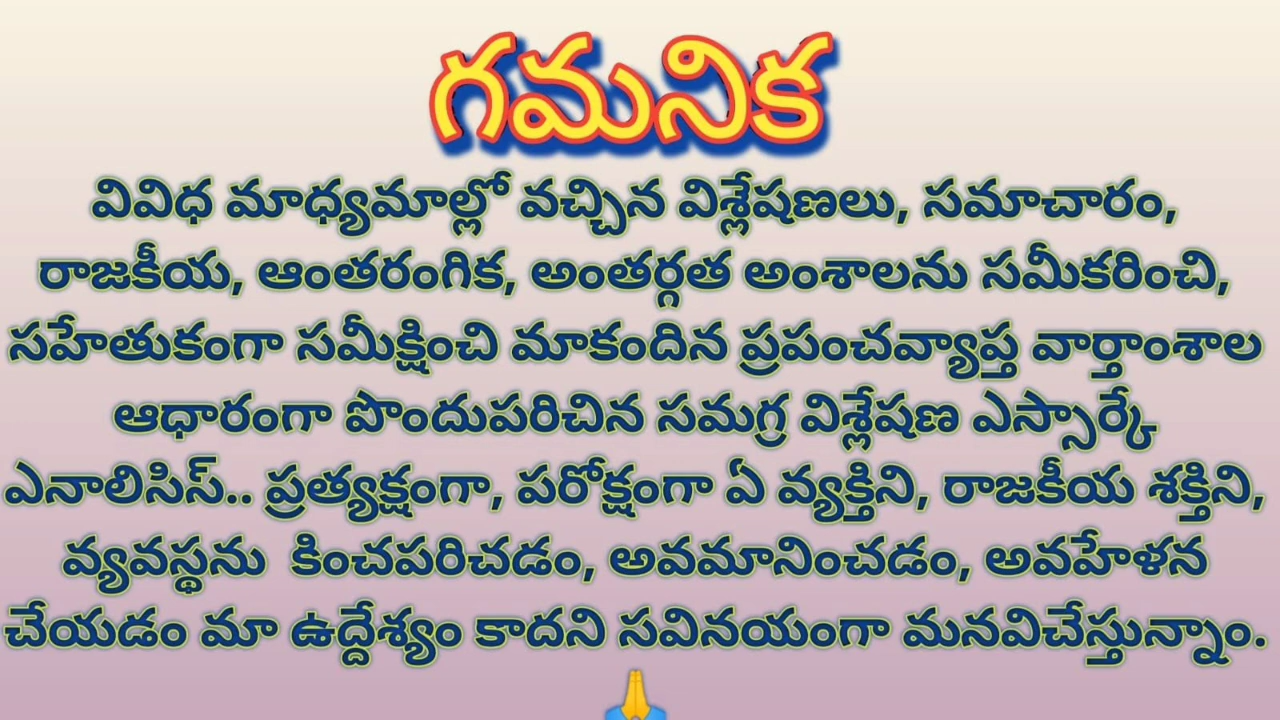 గమనిక
వివిధ మాధ్యమాల్లో వచ్చిన విశ్లేషణలు, సమాచారం,
రాజకీయ, ఆంతరంగిక, అంతర్గత అంశాలను సమీకరించి,
సహేతుకంగా సమీక్షించి మాకందిన ప్రపంచవ్యాప్త వార్తాంశాల
ఆధారంగా పొందుపరిచిన సమగ్ర విశ్లేషణ ఎస్సార్కే
ఎనాలిసిస్.. ప్రత్యక్షంగా, పరోక్షంగా ఏ వ్యక్తిని, రాజకీయ శక్తిని,
వ్యవస్థను కించపరిచడం, అవమానించడం, అవహేళన
చేయడం మా ఉద్దేశ్యం కాదని సవినయంగా మనవిచేస్తున్నాం.
🙏